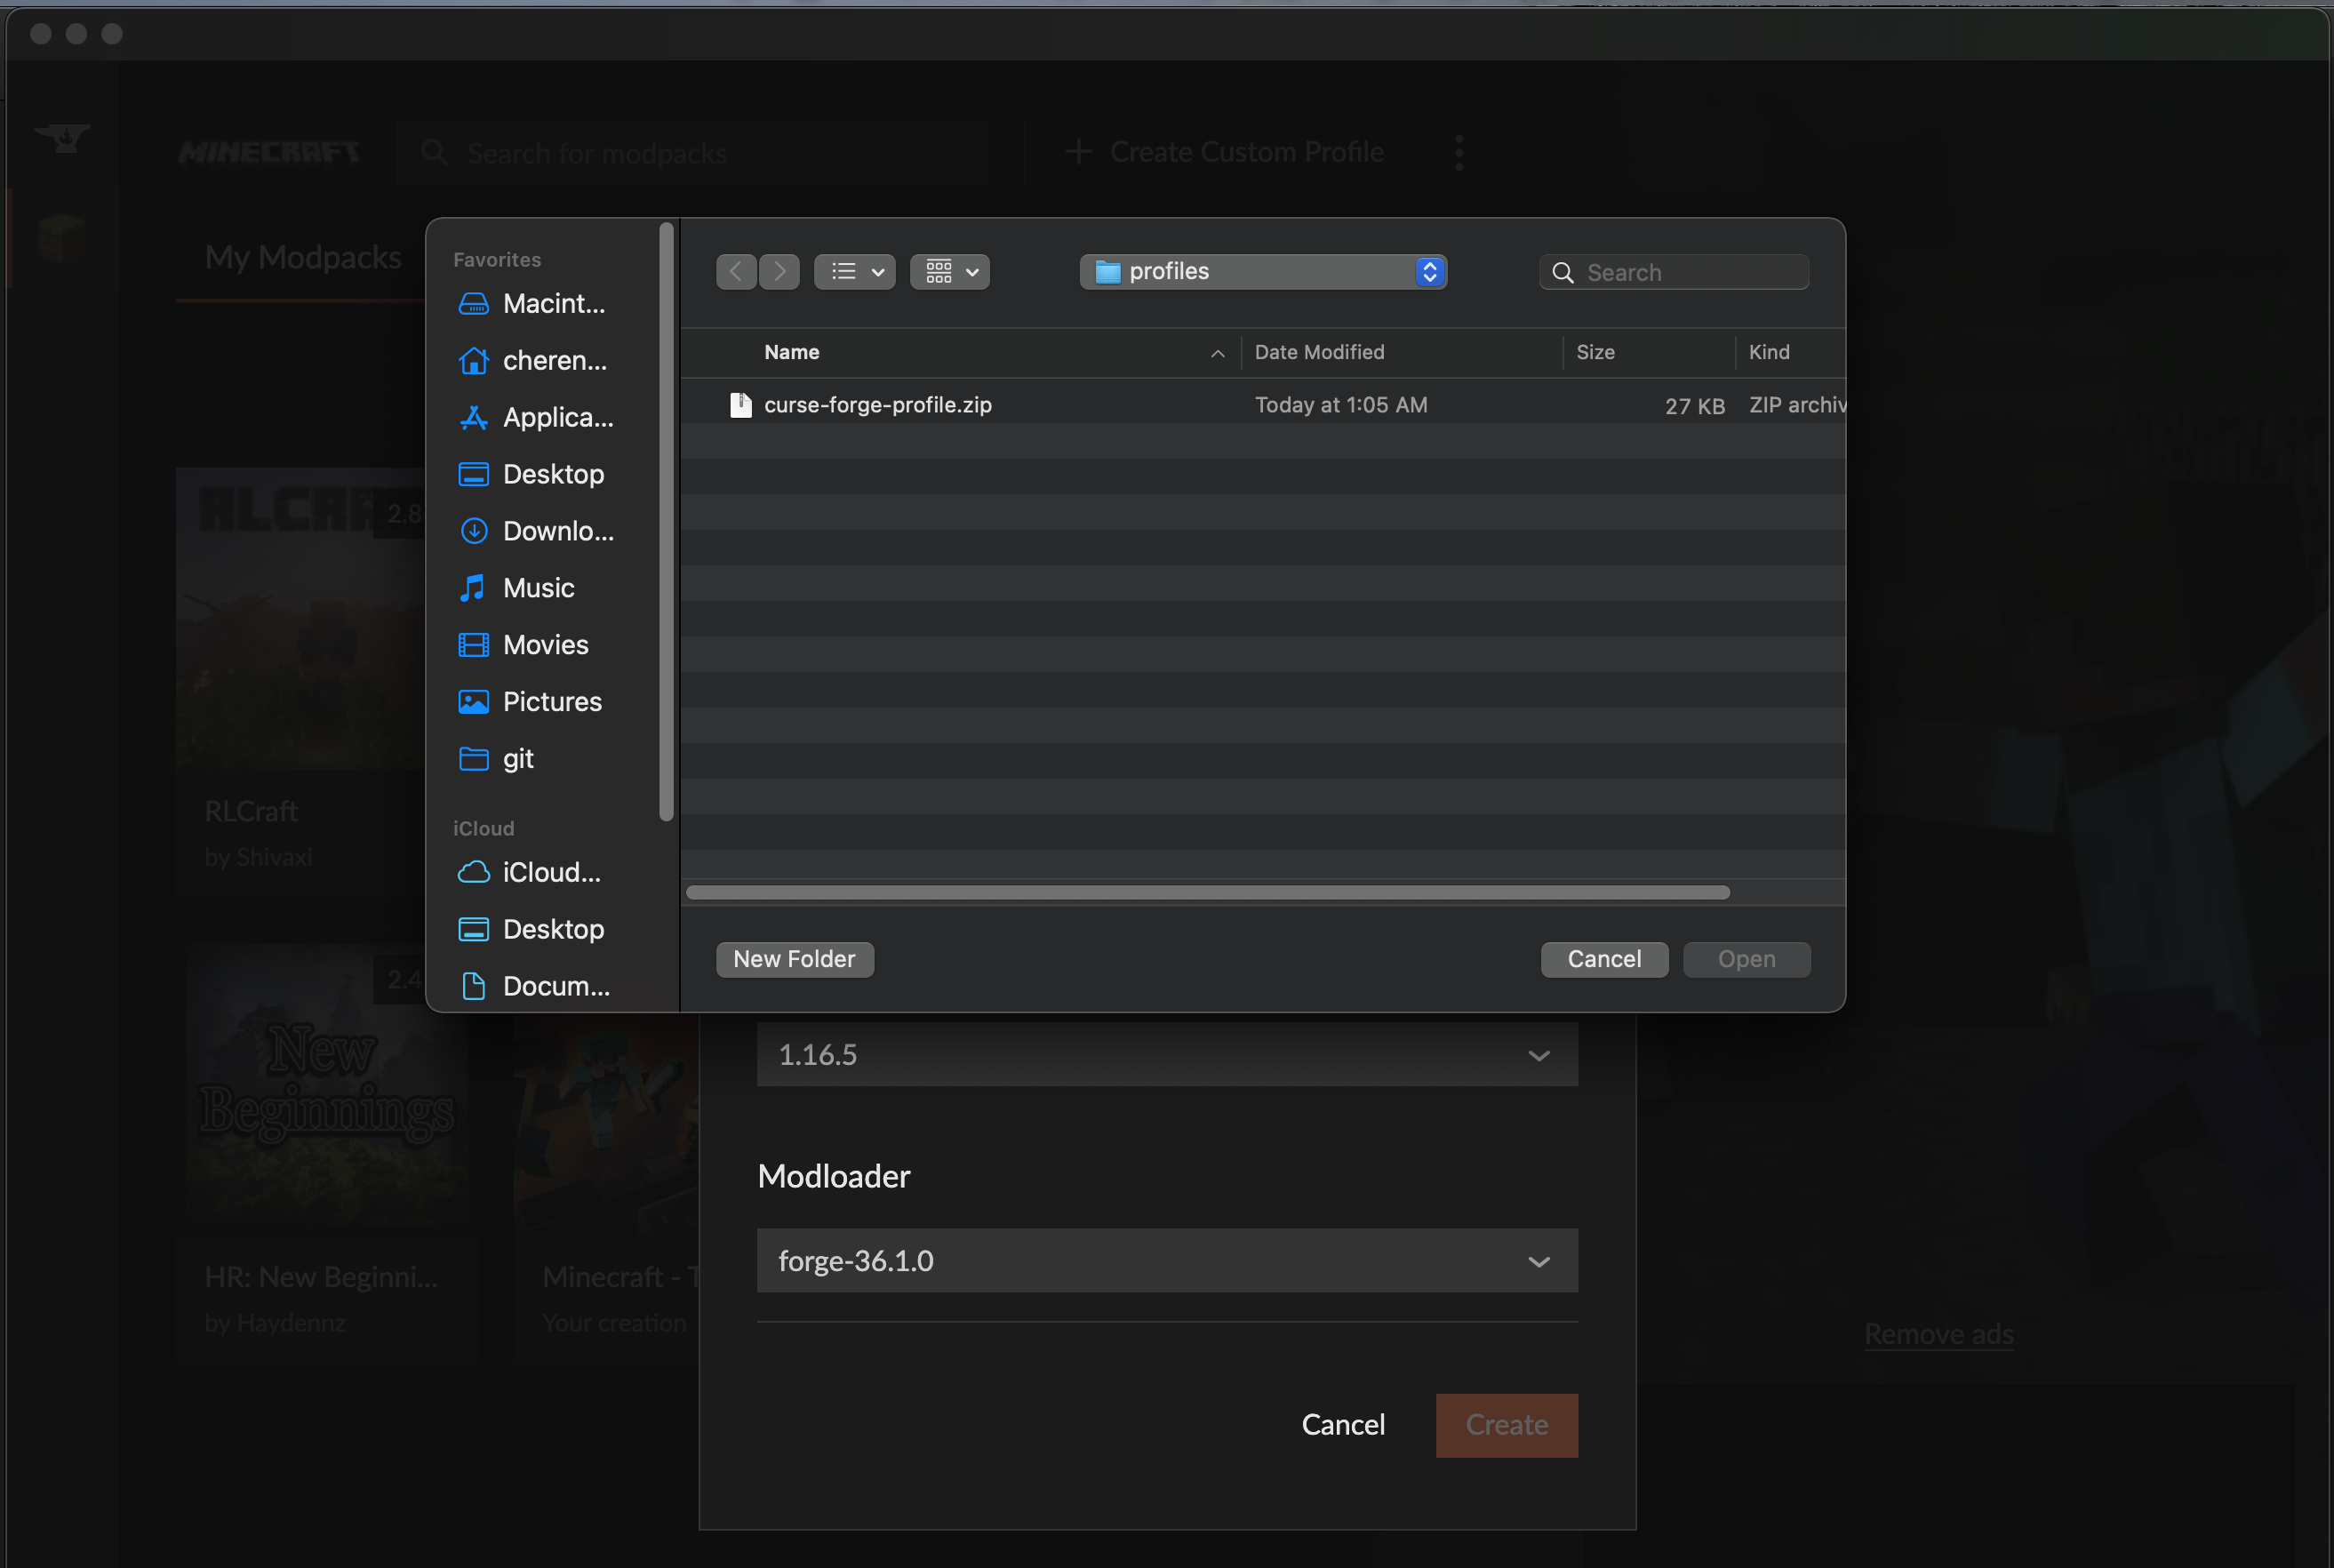 MINECRAFT
Search for modpacks
Create Custom Profile
My Modpacks
Favorites
Macint...
cheren...
Applica...
Desktop
Downlo...
Music
Movies
Pictures
git
iCloud
iCloud...
Desktop
Docum...
profiles
Search
Name
Date Modified
Size
Kind
curse-forge-profile.zip
Today at 1:05 AM
27 KB
ZIP archiv
New Folder
Cancel
Open
2.8
RLCraft
by Shivaxi
2.4
New
Beginnings
HR: New Beginni...
by Haydennz
Minecraft - T
Your creation
1.16.5
Modloader
forge-36.1.0
Cancel
Create
Remove ads